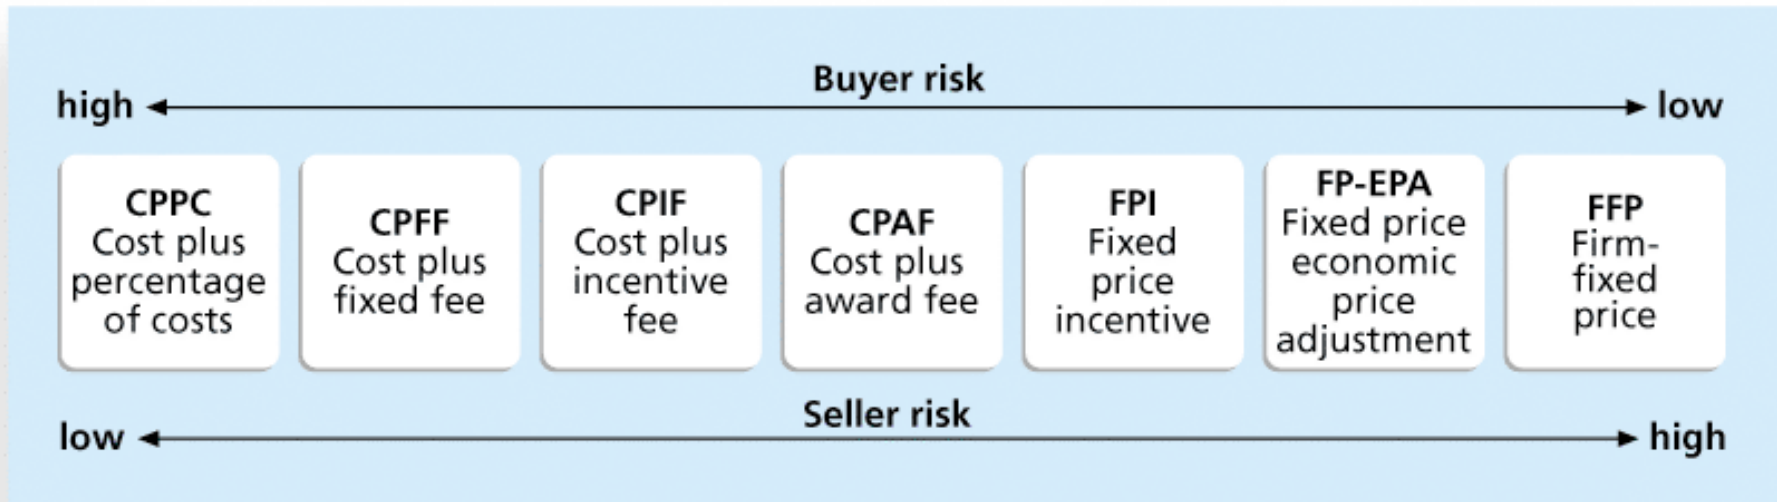 Buyer risk
high
low
CPPC
Cost plus
percentage
of costs
CPFF
Cost plus
fixed fee
CPIF
Cost plus
incentive
fee
CPAF
Cost plus
award fee
FPI
Fixed
price
incentive
FP-EPA
Fixed price
economic
price
adjustment
FFP
Firm-
fixed
price
Seller risk
low
high